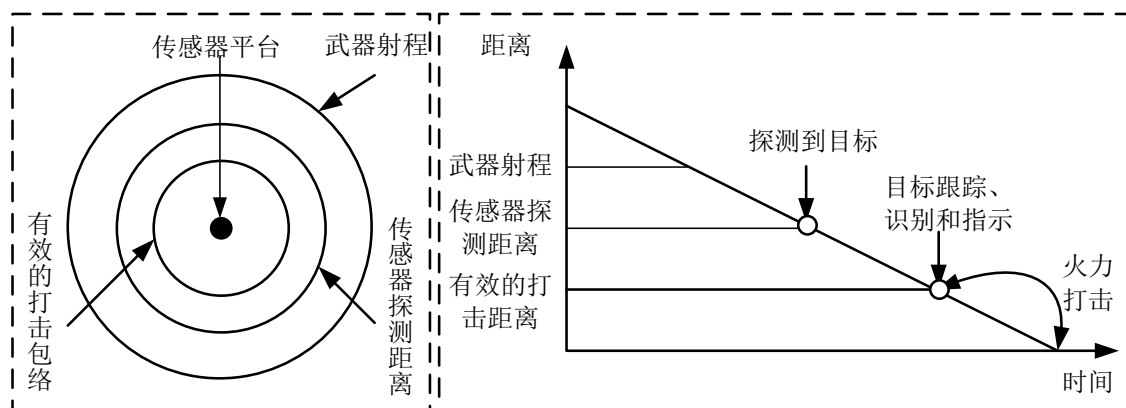 传感器平台
武器射程
有效的打击包络
传感器探测距离
距离
武器射程
传感器探
测距离
有效的打
击距离
探测到目标
目标跟踪、
识别和指示
火力
打击
时间